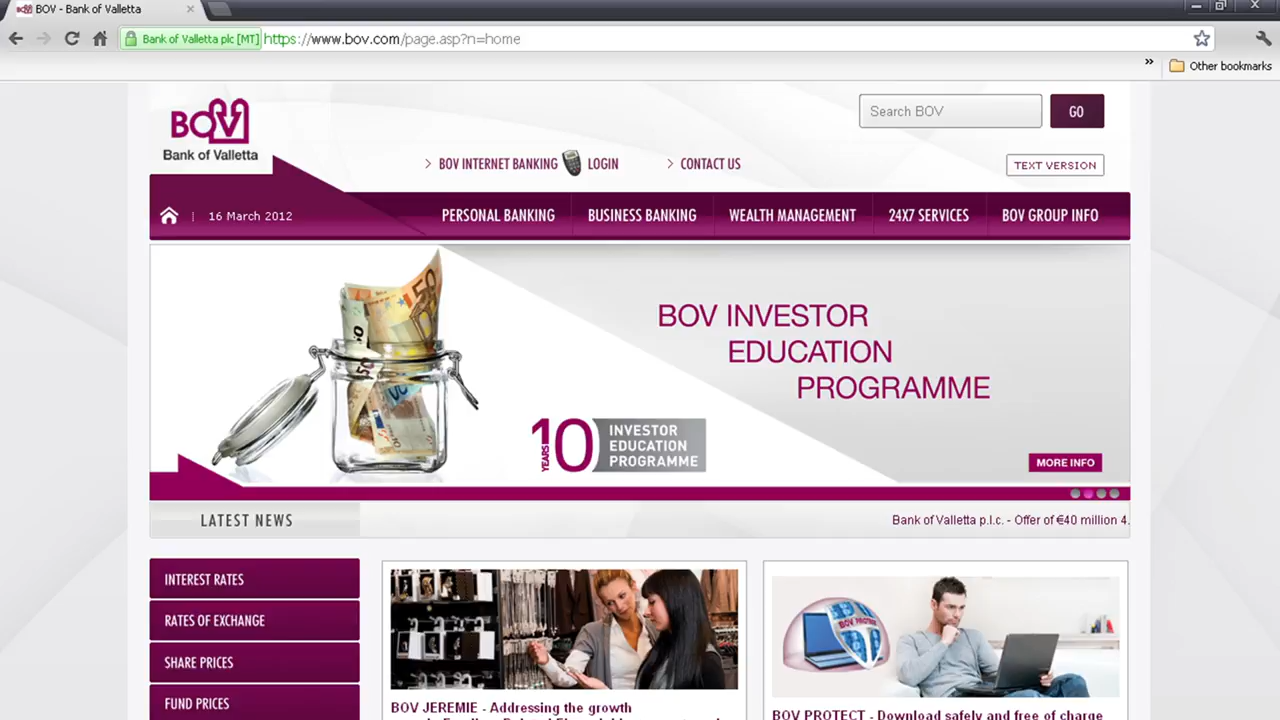 BOV - Bank of Valletta
Bank of Valletta plc [MT] https://www.bov.com/page.asp?n=home
Other bookmarks
BOV
Bank of Valletta
Search BOV
GO
BOV INTERNET BANKING LOGIN
CONTACT US
TEXT VERSION
16 March 2012
PERSONAL BANKING
BUSINESS BANKING
WEALTH MANAGEMENT
24X7 SERVICES
BOV GROUP INFO
BOV INVESTOR
EDUCATION
PROGRAMME
10 YEARS
INVESTOR
EDUCATION
PROGRAMME
MORE INFO
LATEST NEWS
Bank of Valletta p.l.c. - Offer of €40 million 4.
INTEREST RATES
RATES OF EXCHANGE
SHARE PRICES
FUND PRICES
BOV PROTECT
BOV JEREMIE - Addressing the growth
BOV PROTECT - Download safely and free of charge